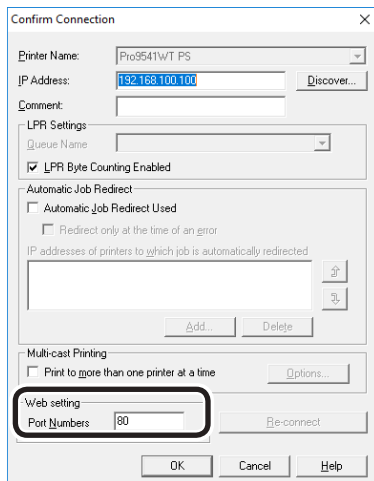 Confirm Connection
Printer Name: Pro9541WT PS
IP Address: 192.168.100.100 Discover...
Comment:
LPR Settings
Queue Name
LPR Byte Counting Enabled
Automatic Job Redirect
Automatic Job Redirect Used
Redirect only at the time of an error
IP addresses of printers to which job is automatically redirected
Add... Delete
Multi-cast Printing
Print to more than one printer at a time Options...
Web setting
Port Numbers 80 Re-connect
OK Cancel Help